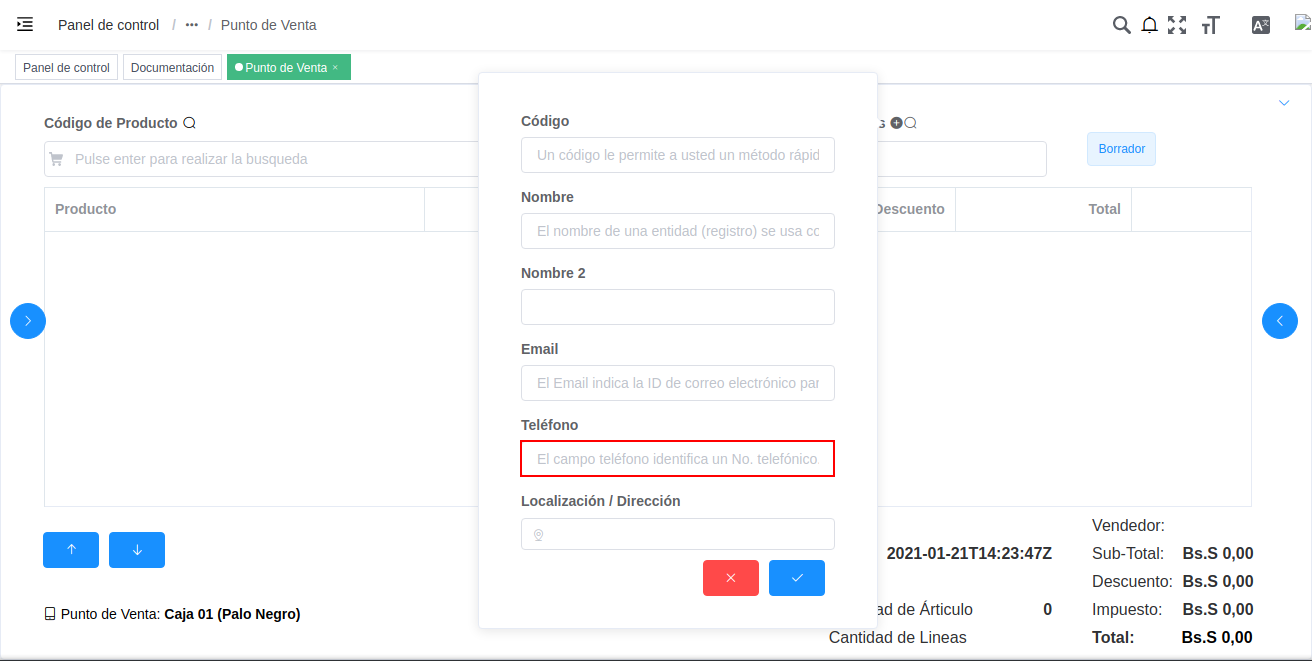 Panel de control / ••• / Punto de Venta
Panel de control
Documentación
Punto de Venta ×
Código de Producto
Pulse enter para realizar la busqueda
Borrador
Producto
Descuento
Total
Código
Un código le permite a usted un método rápid
Nombre
El nombre de una entidad (registro) se usa co
Nombre 2
Email
El Email indica la ID de correo electrónico par
Teléfono
El campo teléfono identifica un No. telefónico.
Localización / Dirección
Punto de Venta: Caja 01 (Palo Negro)
2021-01-21T14:23:47Z
ad de Árticulo 0
Cantidad de Lineas
Vendedor:
Sub-Total: Bs.S 0,00
Descuento: Bs.S 0,00
Impuesto: Bs.S 0,00
Total: Bs.S 0,00